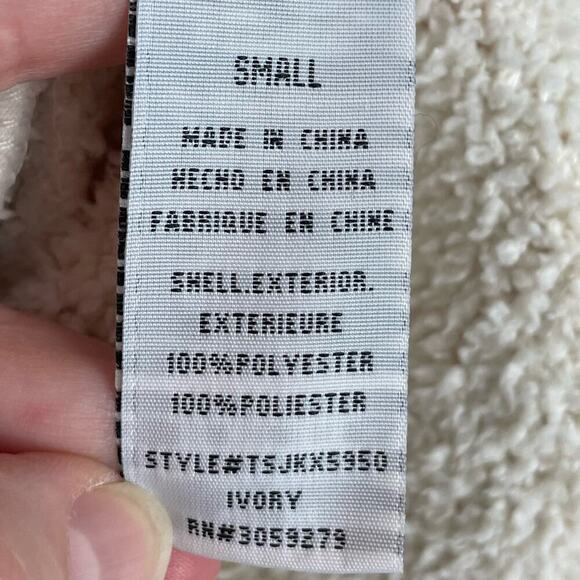 SMALL
MADE IN CHINA
HECHO EN CHINA
FABRIQUE EN CHINE
SHELL.EXTERIOR.
EXTERIEURE
100%POLYESTER
100%POLIESTER
STYLE#TSJKX5950
IVORY
RN#3059279